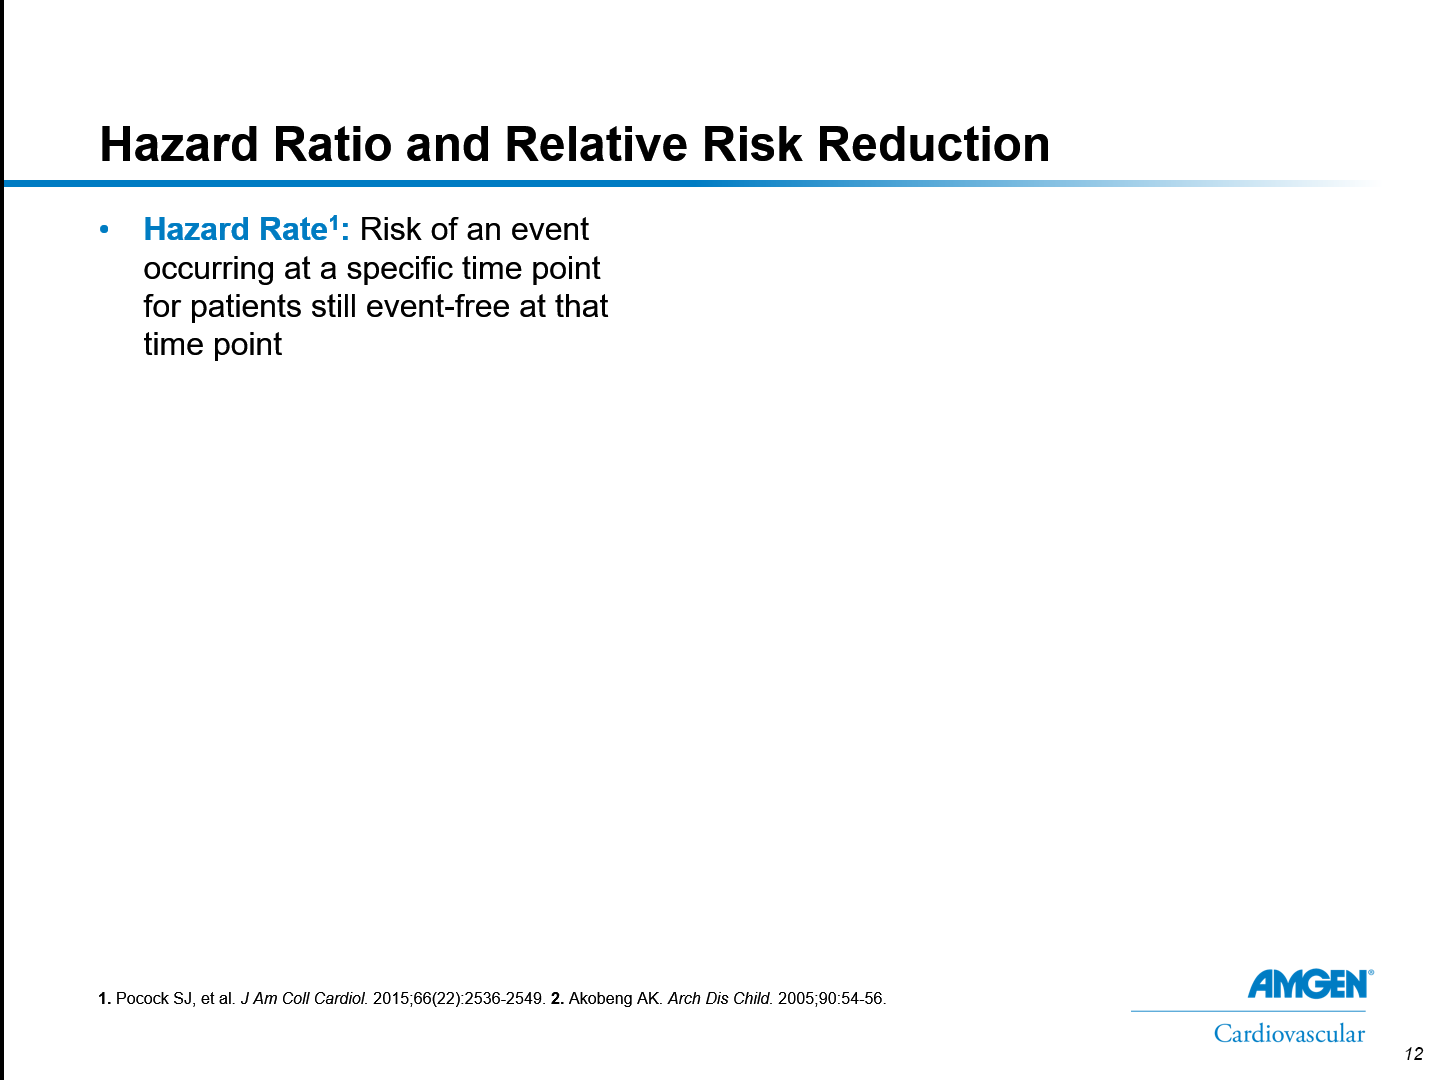 Hazard Ratio and Relative Risk Reduction
• Hazard Rate¹: Risk of an event
occurring at a specific time point
for patients still event-free at that
time point
1. Pocock SJ, et al. J Am Coll Cardiol. 2015;66(22):2536-2549. 2. Akobeng AK. Arch Dis Child. 2005;90:54-56.
AMGEN®
Cardiovascular
12